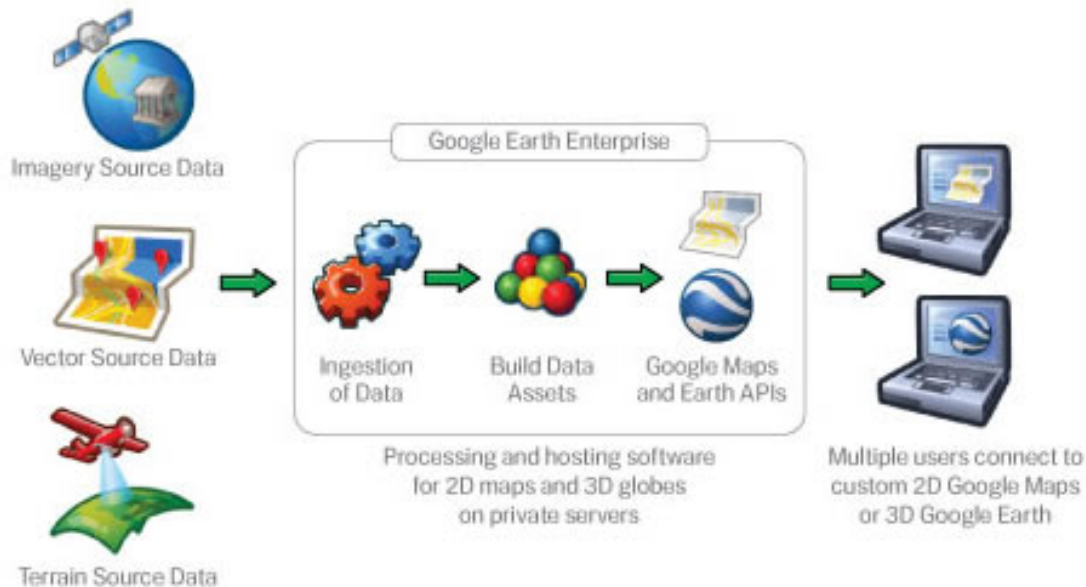 Imagery Source Data
Vector Source Data
Terrain Source Data
Google Earth Enterprise
Ingestion
of Data
Build Data
Assets
Google Maps
and Earth APIs
Processing and hosting software
for 2D maps and 3D globes
on private servers
Multiple users connect to
custom 2D Google Maps
or 3D Google Earth